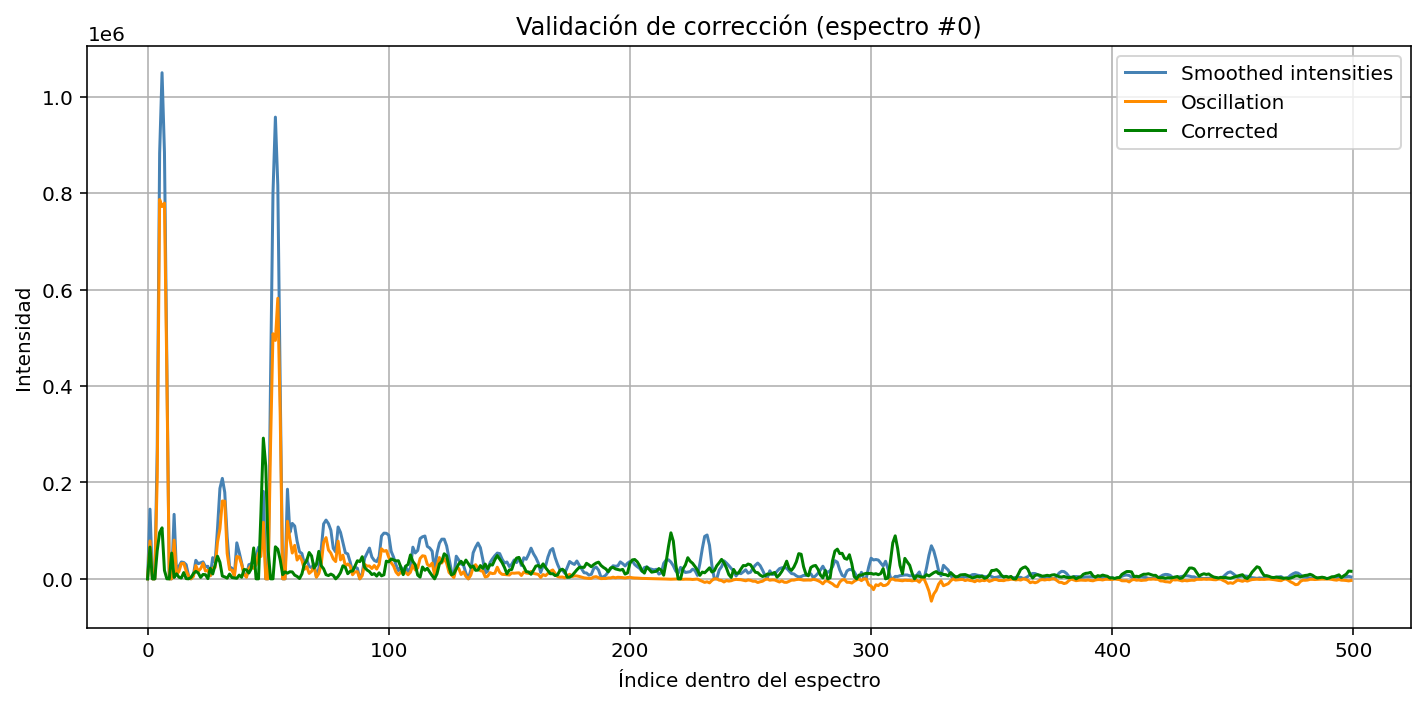 Validación de corrección (espectro #0)
1e6
Smoothed intensities
Oscillation
Corrected
1.0
0.8
0.6
0.4
0.2
0.0
Intensidad
0 100 200 300 400 500
Índice dentro del espectro